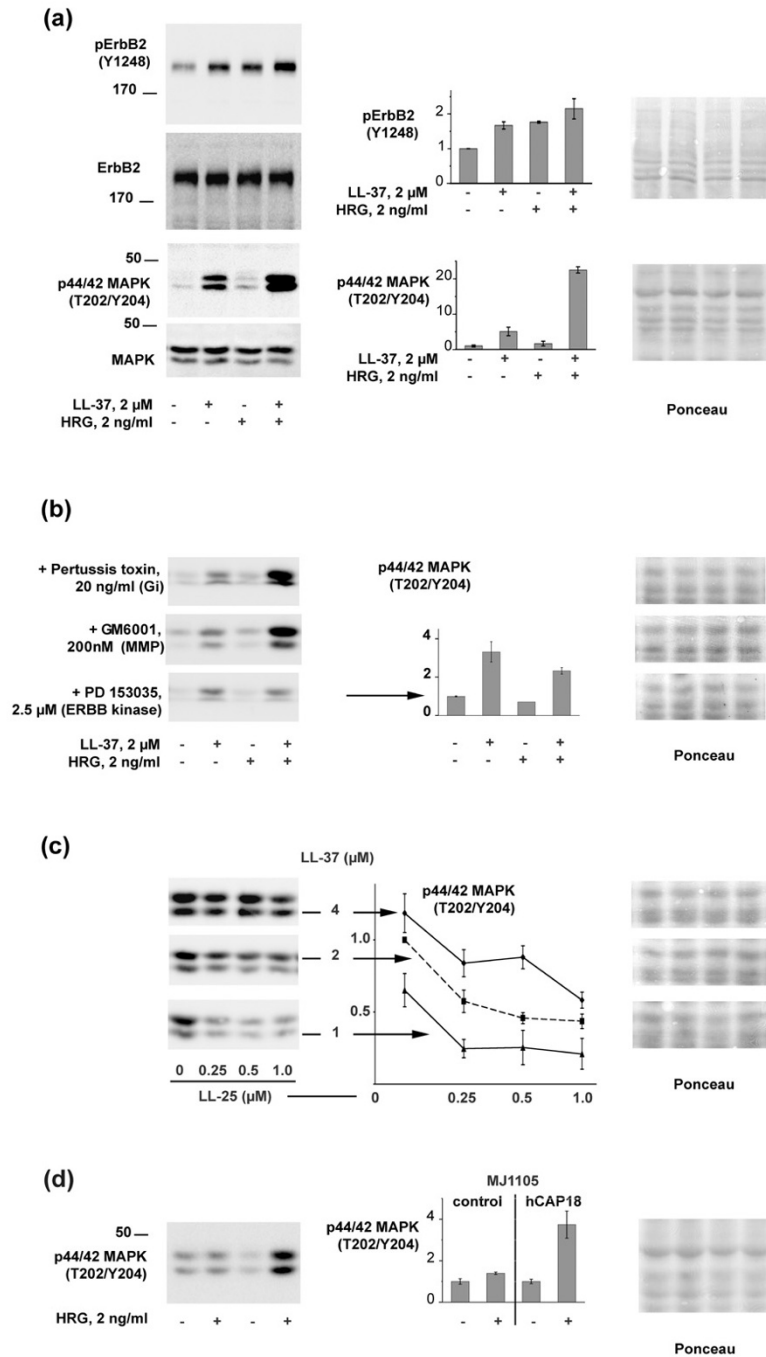 (a)
pErbB2
(Y1248)
170
ErbB2
170
50
p44/42 MAPK
(T202/Y204)
50
MAPK
LL-37, 2 µM - + - +
HRG, 2 ng/ml - - + +
pErbB2
(Y1248)
2
1
0
LL-37, 2 µM - + - +
HRG, 2 ng/ml - - + +
p44/42 MAPK
(T202/Y204)
20
10
0
LL-37, 2 µM - + - +
HRG, 2 ng/ml - - + +
Ponceau
(b)
+ Pertussis toxin,
20 ng/ml (Gi)
+ GM6001,
200nM (MMP)
+ PD 153035,
2.5 µM (ERBB kinase)
LL-37, 2 µM - + - +
HRG, 2 ng/ml - - + +
p44/42 MAPK
(T202/Y204)
4
2
0
- + - +
- - + +
Ponceau
(c)
LL-37 (µM)
4
2
1
0 0.25 0.5 1.0
LL-25 (µM)
p44/42 MAPK
(T202/Y204)
1.0
0.5
0 0.25 0.5 1.0
Ponceau
(d)
50
p44/42 MAPK
(T202/Y204)
HRG, 2 ng/ml - + - +
MJ1105
controi hCAP18
p44/42 MAPK
(T202/Y204)
4
2
0
- + - +
Ponceau